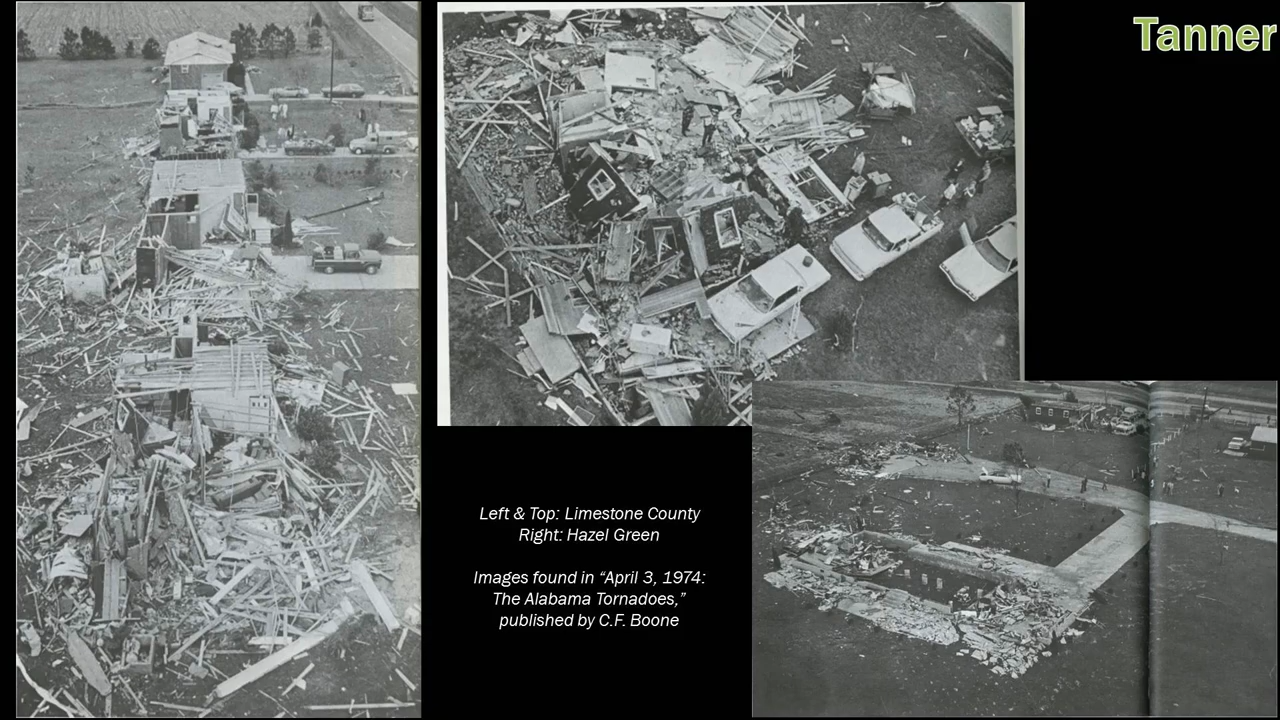 Tanner
Left & Top: Limestone County
Right: Hazel Green
Images found in “April 3, 1974:
The Alabama Tornadoes,”
published by C.F. Boone